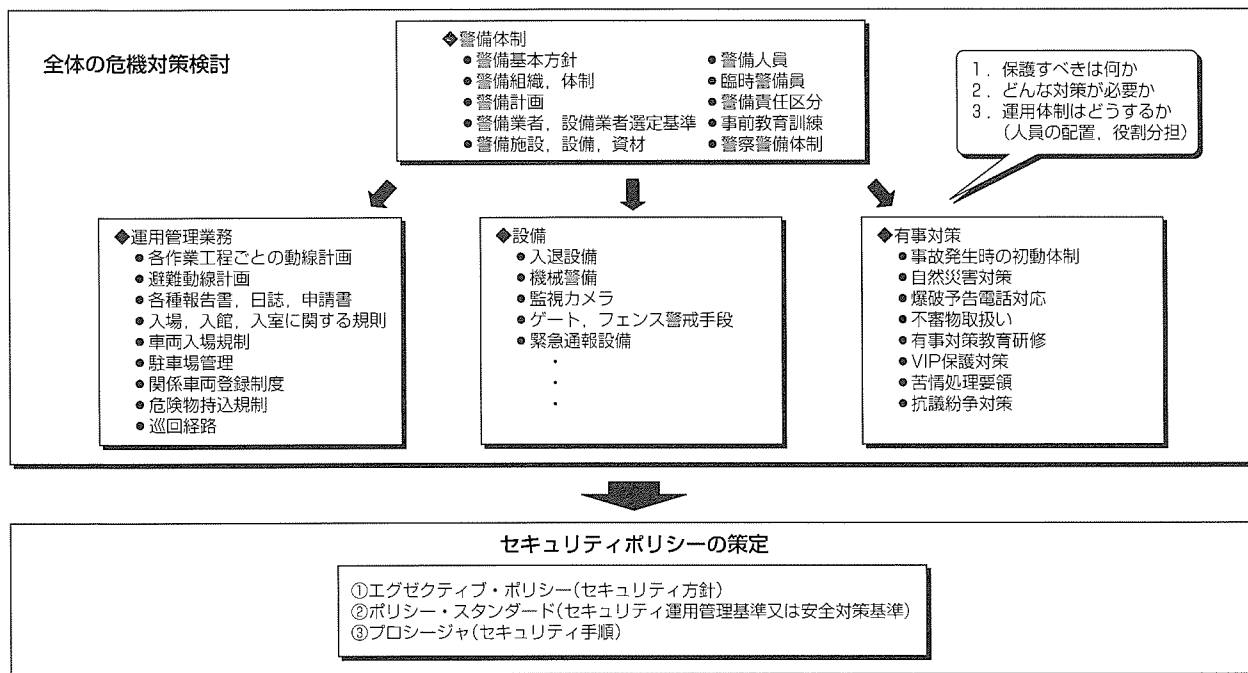 全体の危機対策検討
◆警備体制
●警備基本方針
●警備組織，体制
●警備計画
●警備業者，設備業者選定基準
●警備施設，設備，資材
●警備人員
●臨時警備員
●警備責任区分
●事前教育訓練
●警察警備体制
1．保護すべきは何か
2．どんな対策が必要か
3．運用体制はどうするか
（人員の配置，役割分担）
◆運用管理業務
●各作業工程ごとの動線計画
●避難動線計画
●各種報告書，日誌，申請書
●入場，入館，入室に関する規則
●車両入場規制
●駐車場管理
●関係車両登録制度
●危険物持込規制
●巡回経路
◆設備
●入退設備
●機械警備
●監視カメラ
●ゲート，フェンス警戒手段
●緊急通報設備
・
・
・
◆有事対策
●事故発生時の初動体制
●自然災害対策
●爆破予告電話対応
●不審物取扱い
●有事対策教育研修
●VIP保護対策
●苦情処理要領
●抗議紛争対策
セキュリティポリシーの策定
①エグゼクティブ・ポリシー(セキュリティ方針)
②ポリシー・スタンダード(セキュリティ運用管理基準又は安全対策基準)
③プロシージャ(セキュリティ手順)